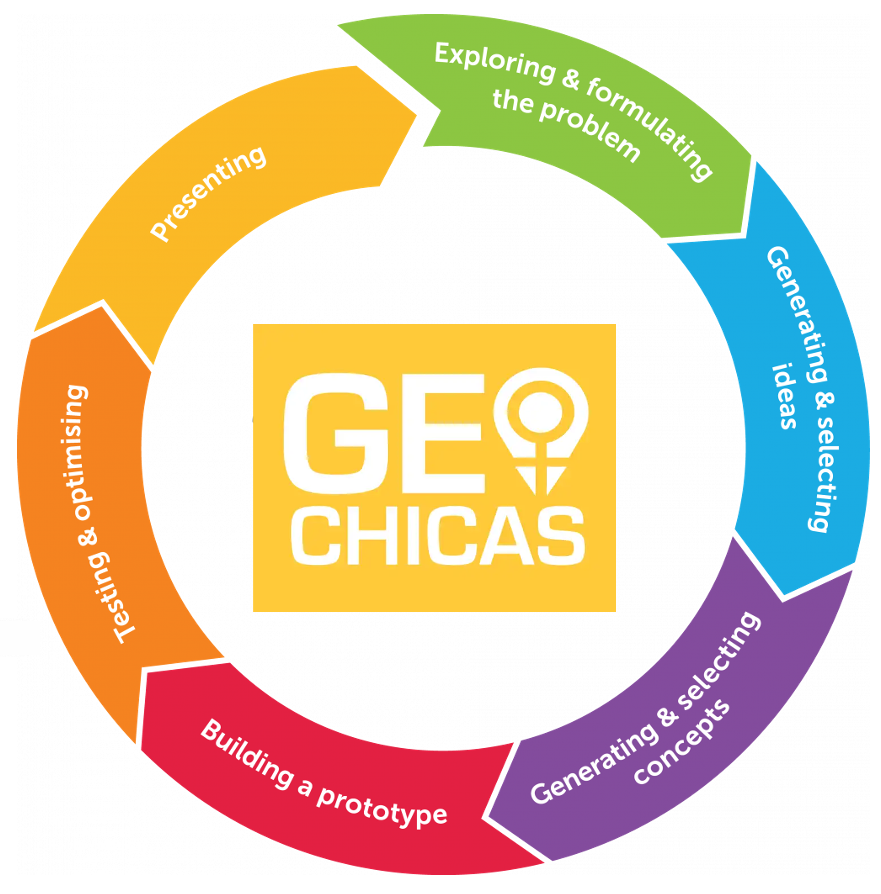 Exploring & formulating
the problem
Generating & selecting
ideas
Generating & selecting
concepts
Building a prototype
Testing & optimising
Presenting
GEO
CHICAS